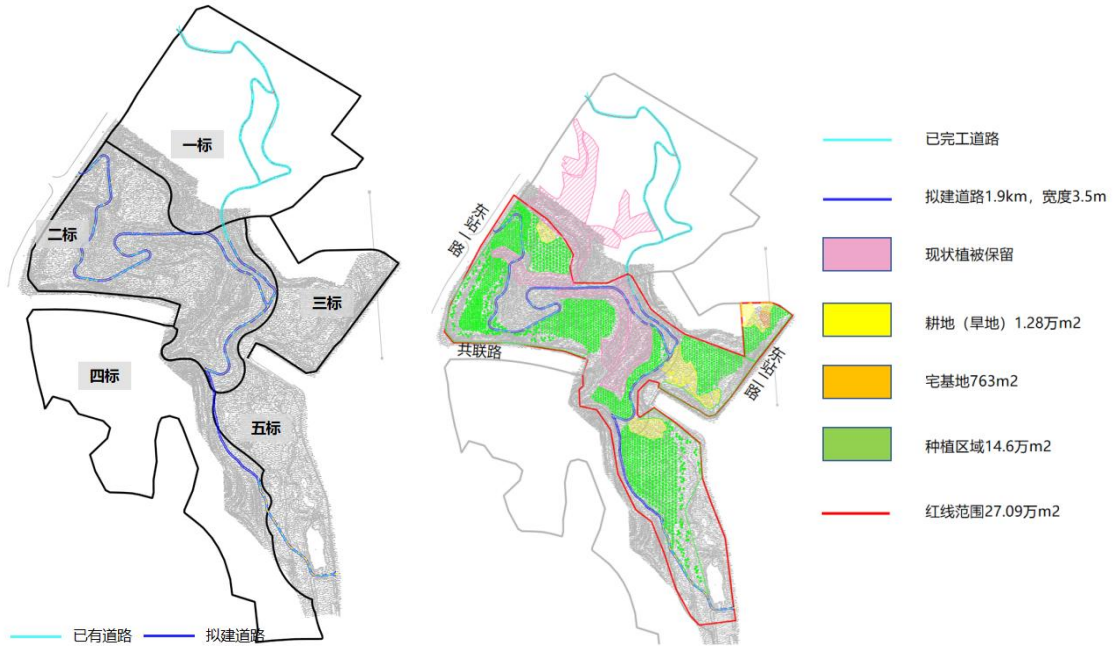 一标
二标
三标
四标
五标
已有道路
拟建道路
东站一路
共联路
东站二路
已完工道路
拟建道路1.9km，宽度3.5m
现状植被保留
耕地（旱地）1.28万m2
宅基地763m2
种植区域14.6万m2
红线范围27.09万m2